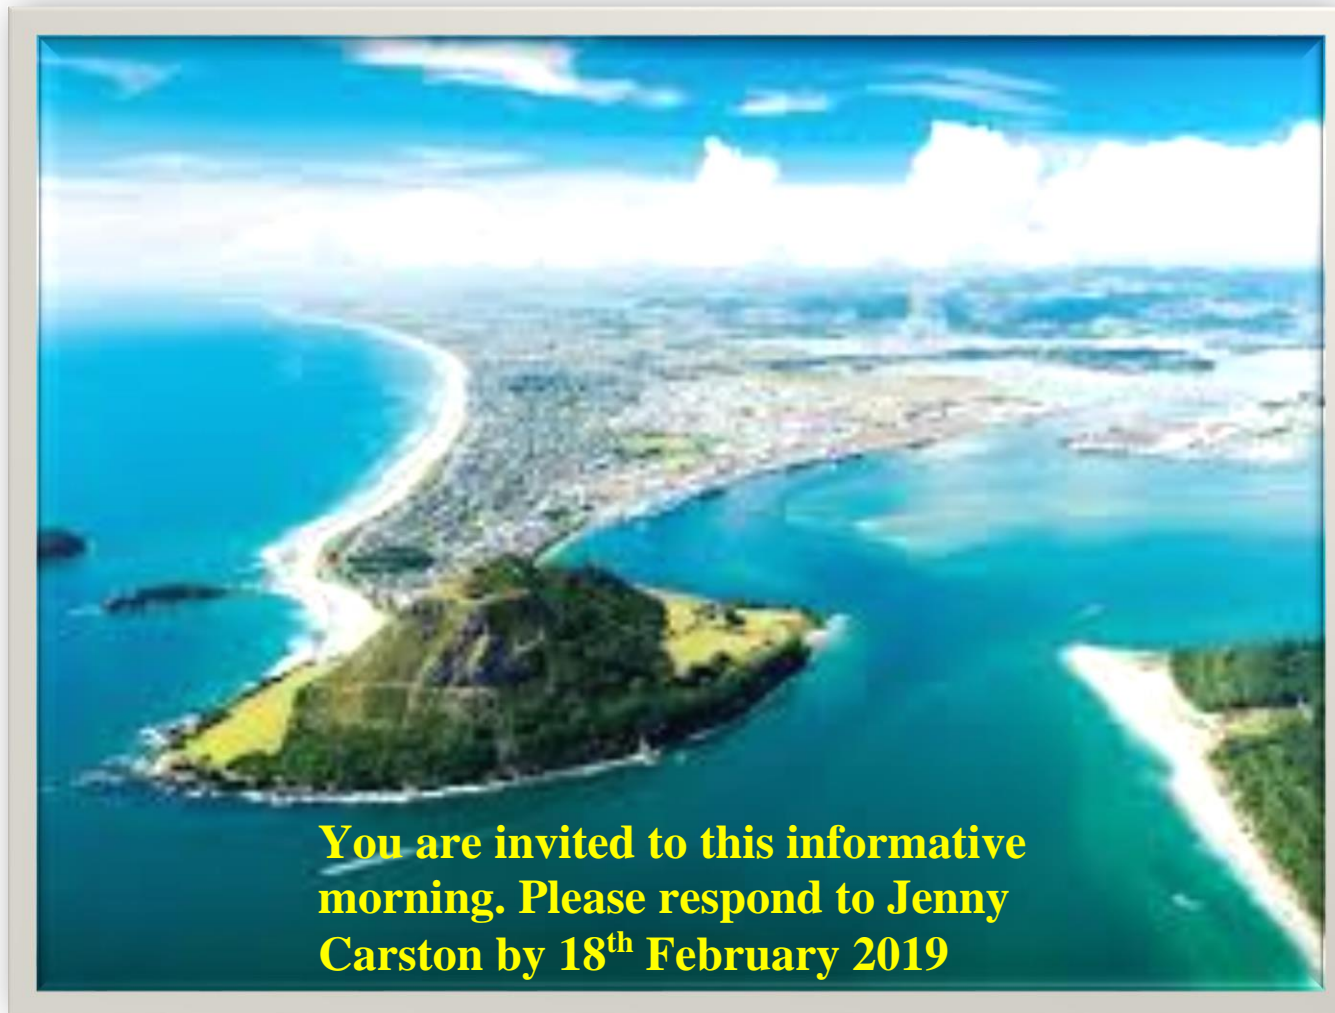 You are invited to this informative
morning. Please respond to Jenny
Carston by 18th February 2019